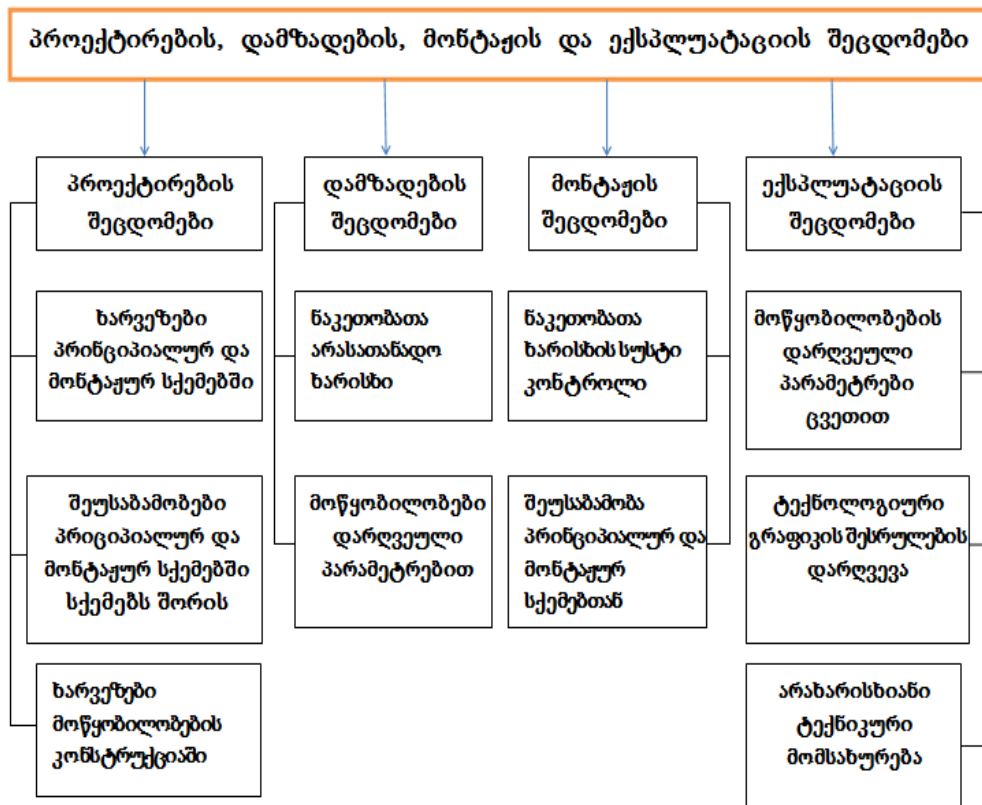 პროექტირების, დამზადების, მონტაჟის და ექსპლუატაციის შეცდომები
პროექტირების
შეცდომები
ხარვეზები
პრინციპიალურ და
მონტაჟურ სქემებში
შეუსაბამობები
პრიციპიალურ და
მონტაჟურ სქემებში
სქემებს შორის
ხარვეზები
მოწყობილობების
კონსტრუქციაში
დამზადების
შეცდომები
ნაკეთობათა
არასათანადო
ხარისხი
მოწყობილობები
დარღვეული
პარამეტრებით
მონტაჟის
შეცდომები
ნაკეთობათა
ხარისხის სუსტი
კონტროლი
შეუსაბამობა
პრინციპიალურ და
მონტაჟურ
სქემებთან
ექსპლუატაციის
შეცდომები
მოწყობილობების
დარღვეული
პარამეტრები
ცვეთით
ტექნოლოგიური
გრაფიკის შესრულების
დარღვევა
არახარისხიანი
ტექნიკური
მომსახურება